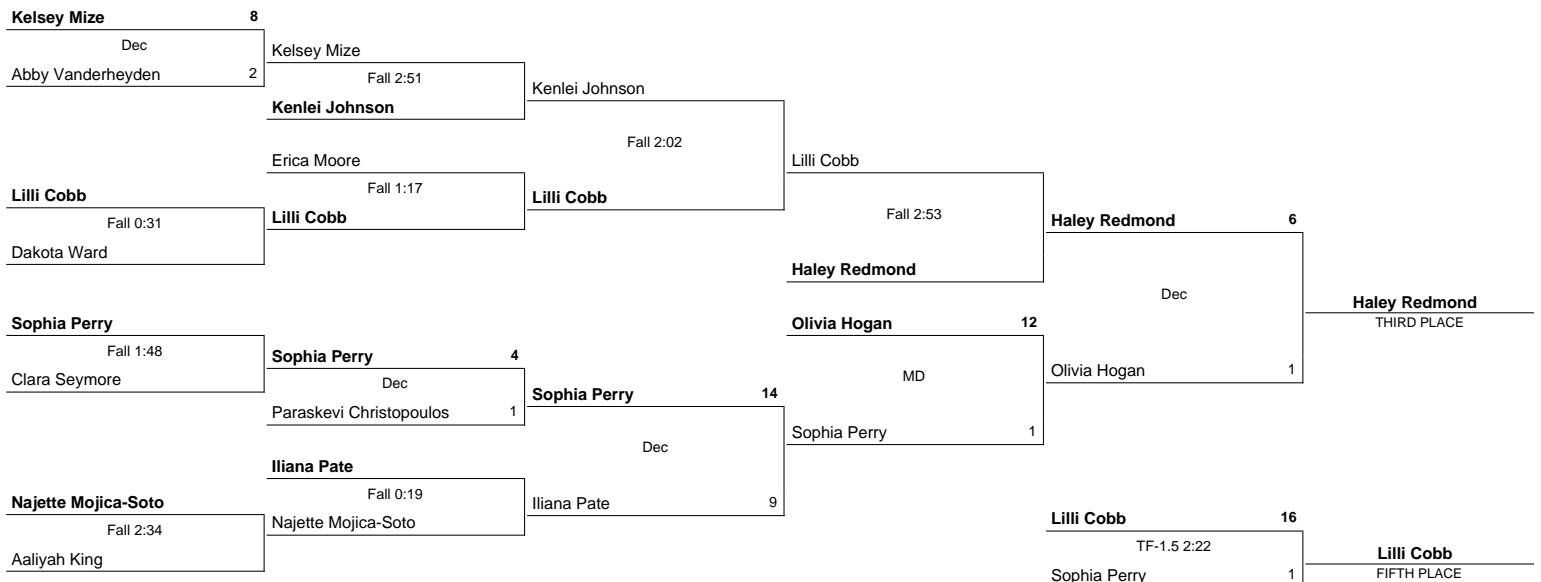 Kelsey Mize 8
Dec
Abby Vanderheyden 2
Kelsey Mize
Fall 2:51
Kenlei Johnson
Kenlei Johnson
Fall 2:02
Erica Moore
Fall 1:17
Lilli Cobb
Lilli Cobb
Lilli Cobb
Fall 0:31
Dakota Ward
Lilli Cobb
Fall 2:53
Haley Redmond
Haley Redmond 6
Dec
Olivia Hogan 1
Haley Redmond
THIRD PLACE
Sophia Perry
Fall 1:48
Clara Seymore
Sophia Perry 4
Dec
Paraskevi Christopoulos 1
Sophia Perry 14
Dec
Iliana Pate 9
Olivia Hogan 12
MD
Sophia Perry 1
Iliana Pate
Fall 0:19
Najette Mojica-Soto
Najette Mojica-Soto
Fall 2:34
Aaliyah King
Lilli Cobb 16
TF-1.5 2:22
Sophia Perry 1
Lilli Cobb
FIFTH PLACE